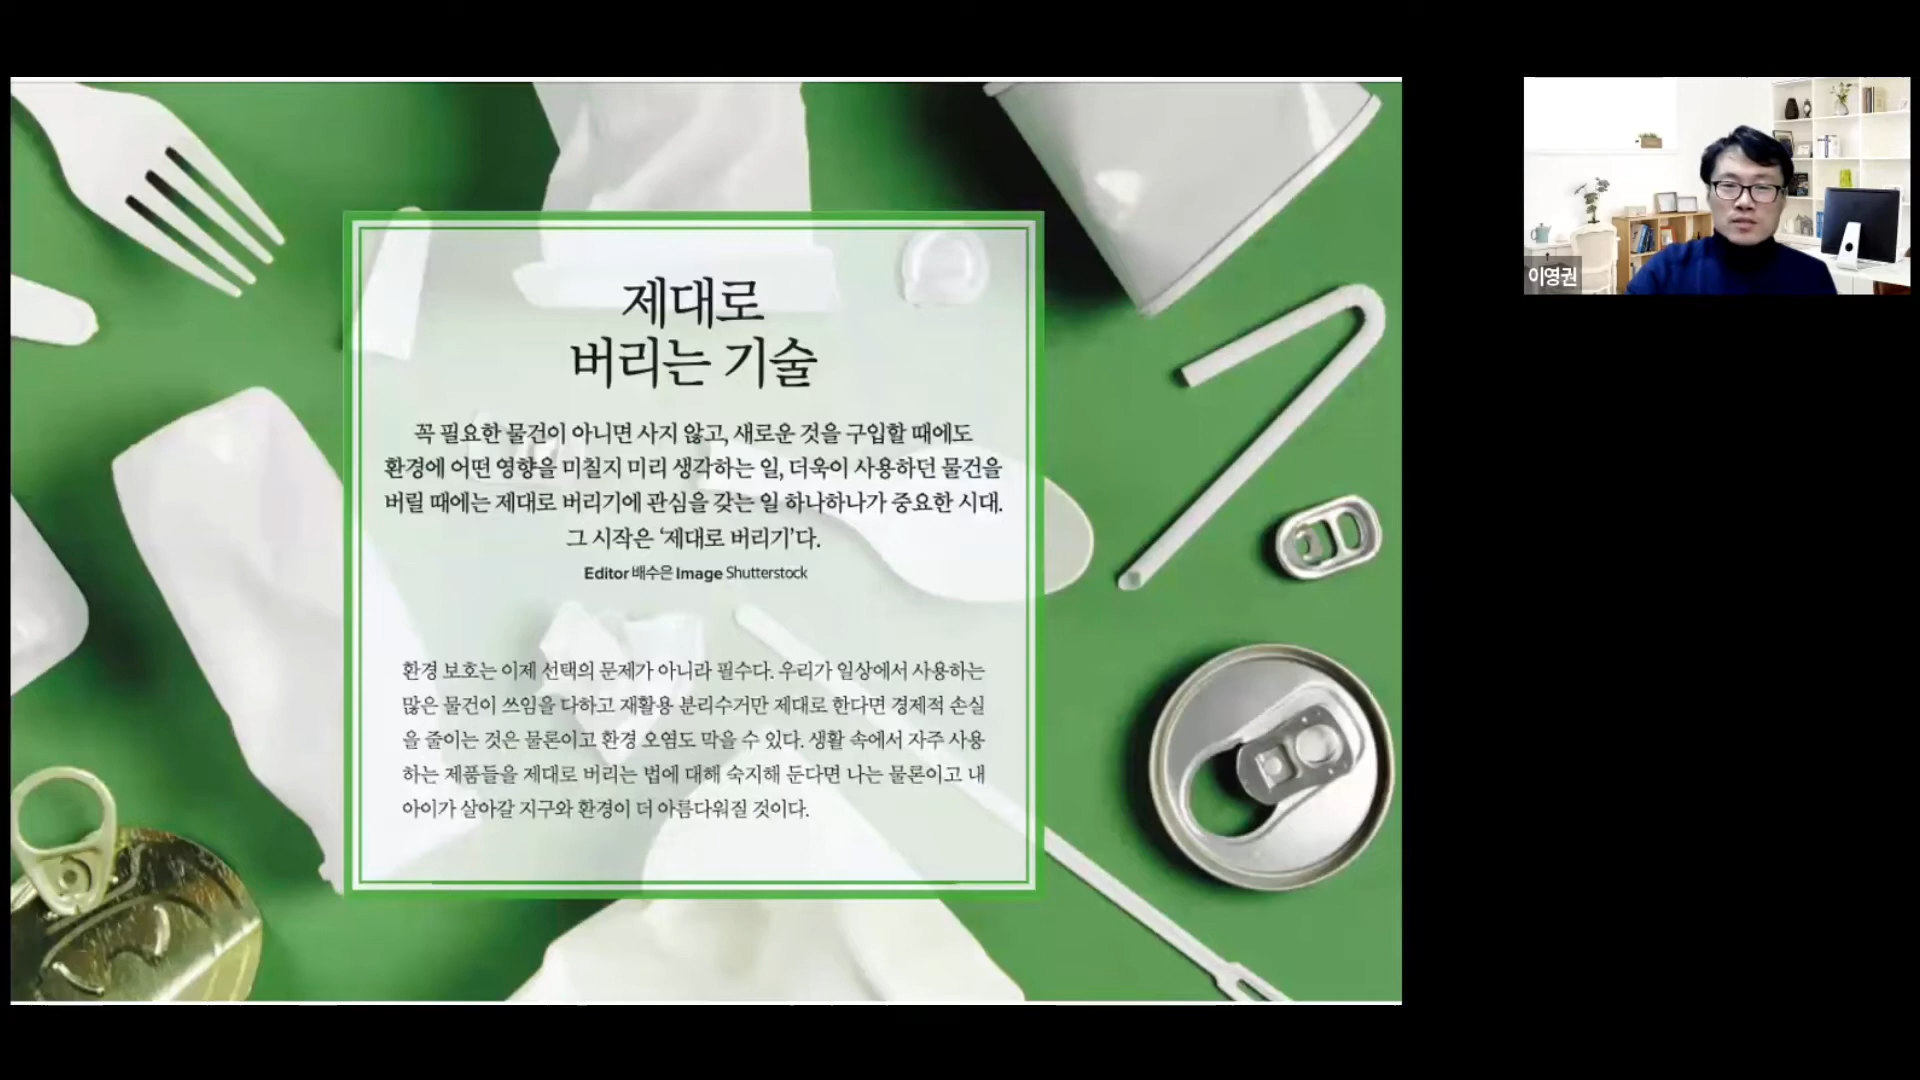 제대로
버리는 기술
꼭 필요한 물건이 아니면 사지 않고, 새로운 것을 구입할 때에도
환경에 어떤 영향을 미칠지 미리 생각하는 일, 더욱이 사용하던 물건을
버릴 때에는 제대로 버리기에 관심을 갖는 일 하나하나가 중요한 시대.
그 시작은 ‘제대로 버리기’다.
Editor 배수은 Image Shutterstock
환경 보호는 이제 선택의 문제가 아니라 필수다. 우리가 일상에서 사용하는
많은 물건이 쓰임을 다하고 재활용 분리수거만 제대로 한다면 경제적 손실
을 줄이는 것은 물론이고 환경 오염도 막을 수 있다. 생활 속에서 자주 사용
하는 제품들을 제대로 버리는 법에 대해 숙지해 둔다면 나는 물론이고 내
아이가 살아갈 지구와 환경이 더 아름다워질 것이다.
이영권